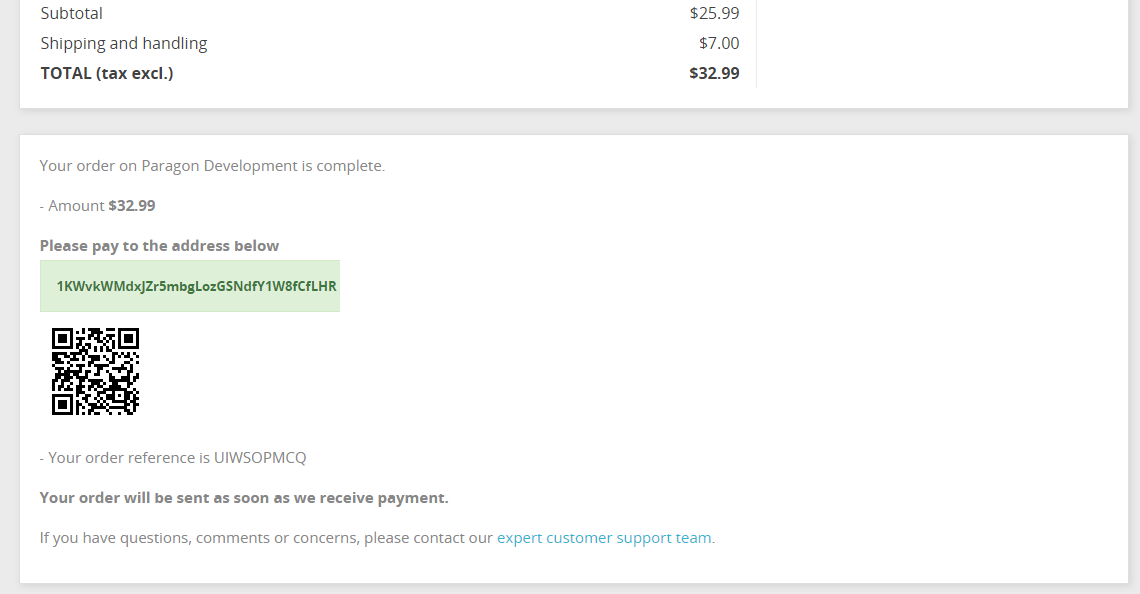 Subtotal $25.99
Shipping and handling $7.00
TOTAL (tax excl.) $32.99
Your order on Paragon Development is complete.
- Amount $32.99
Please pay to the address below
1KWvkWMdxJZr5mbgLozGSNdfY1W8fCfLHR
- Your order reference is UIWSOPMCQ
Your order will be sent as soon as we receive payment.
If you have questions, comments or concerns, please contact our expert customer support team.